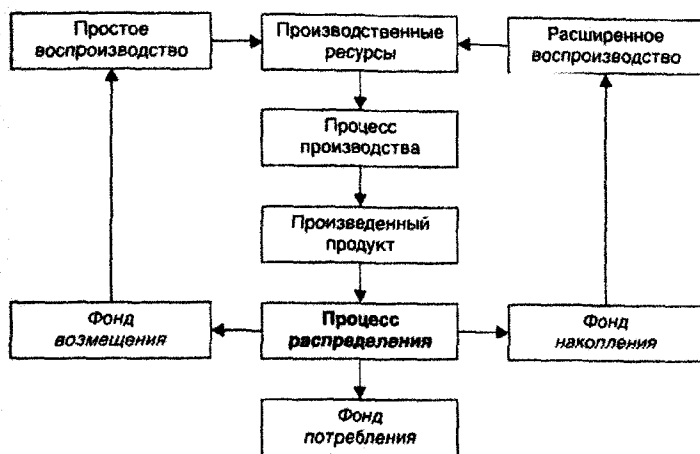 Простое
воспроизводство
Производственные
ресурсы
Расширенное
воспроизводство
Процесс
производства
Произведенный
продукт
Фонд
возмещения
Процесс
распределения
Фонд
накопления
Фонд
потребления